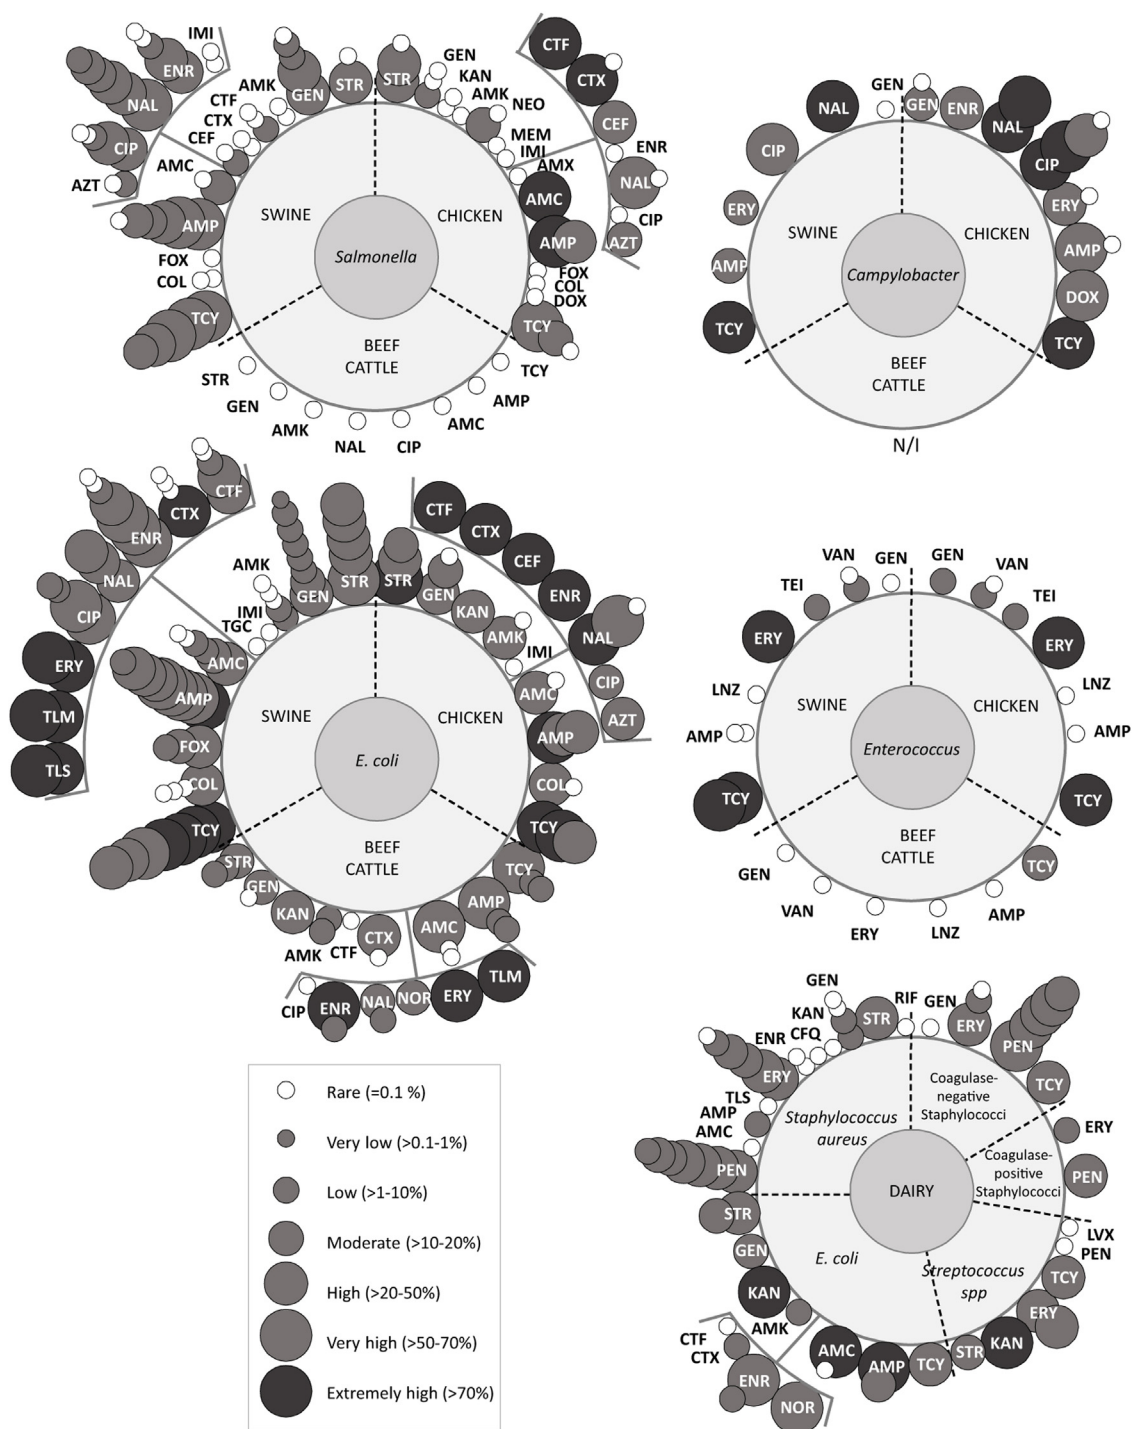 IMI
ENR
NAL
CIP
AZT
AMK
CTF
CTX
CEF
AMC
AMP
FOX
COL
TCY
GEN
STR
SWINE
Salmonella
STR
GEN
KAN
AMK
NEO
MEM
IMI
AMX
AMC
AMP
FOX
COL
DOX
TCY
CHICKEN
CTF
CTX
CEF
ENR
NAL
CIP
AZT
BEEF
CATTLE
STR
GEN
AMK
NAL
CIP
AMC
AMP
TCY
GEN
NAL
CIP
ERY
AMP
TCY
SWINE
Campylobacter
GEN
ENR
NAL
CIP
ERY
AMP
DOX
TCY
CHICKEN
BEEF
CATTLE
N/I
CTF
CTX
ENR
NAL
CIP
ERY
TLM
TLS
AMK
IMI
TGC
AMC
AMP
FOX
COL
TCY
GEN
STR
SWINE
E. coli
STR
GEN
KAN
AMK
IMI
AMC
AMP
COL
TCY
CHICKEN
CTF
CTX
CEF
ENR
NAL
CIP
AZT
BEEF
CATTLE
STR
GEN
KAN
AMK
CTF
CTX
AMC
AMP
TCY
CIP
ENR
NAL
NOR
ERY
TLM
VAN
GEN
TEI
ERY
LNZ
AMP
TCY
SWINE
Enterococcus
GEN
VAN
TEI
ERY
LNZ
AMP
TCY
CHICKEN
BEEF
CATTLE
GEN
VAN
ERY
LNZ
AMP
TCY
GEN
KAN
CFQ
ENR
ERY
STR
RIF
TLS
AMP
AMC
PEN
Staphylococcus
aureus
GEN
ERY
PEN
TCY
Coagulase-
negative
Staphylococci
ERY
PEN
Coagulase-
positive
Staphylococci
DAIRY
STR
GEN
KAN
AMK
E. coli
CTF
CTX
ENR
NOR
AMC
AMP
TCY
Streptococcus
spp
LVX
PEN
TCY
ERY
KAN
STR
Rare (=0.1 %)
Very low (>0.1-1%)
Low (>1-10%)
Moderate (>10-20%)
High (>20-50%)
Very high (>50-70%)
Extremely high (>70%)